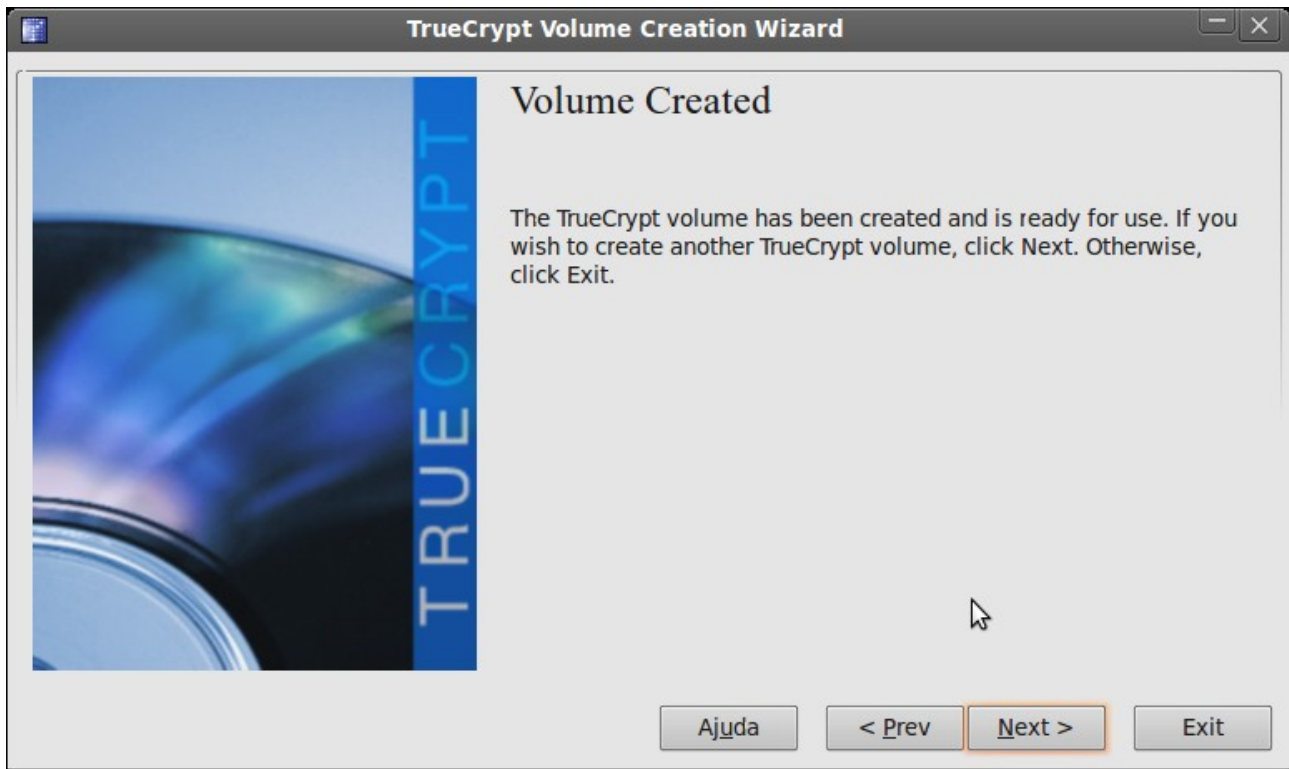 TrueCrypt Volume Creation Wizard
TRUECRYPT
Volume Created
The TrueCrypt volume has been created and is ready for use. If you
wish to create another TrueCrypt volume, click Next. Otherwise,
click Exit.
Ajuda
< Prev
Next >
Exit